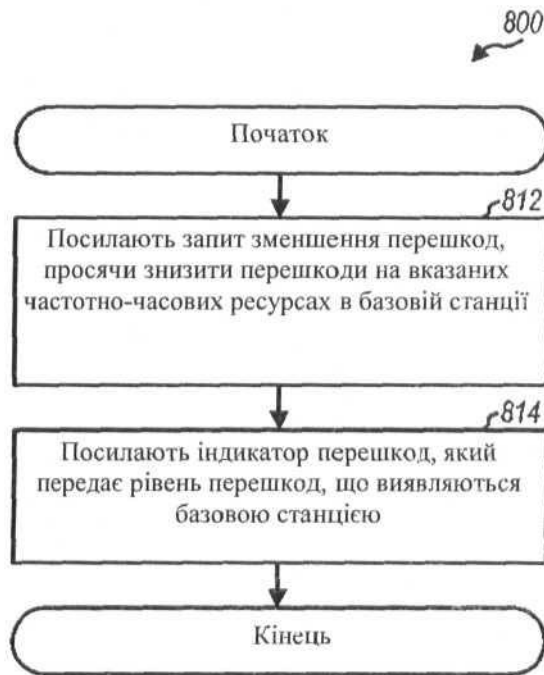 800
Початок
812
Посилають запит зменшення перешкод,
просячи знизити перешкоди на вказаних
частотно-часових ресурсах в базовій станції
814
Посилають індикатор перешкод, який
передає рівень перешкод, що виявляються
базовою станцією
Кінець